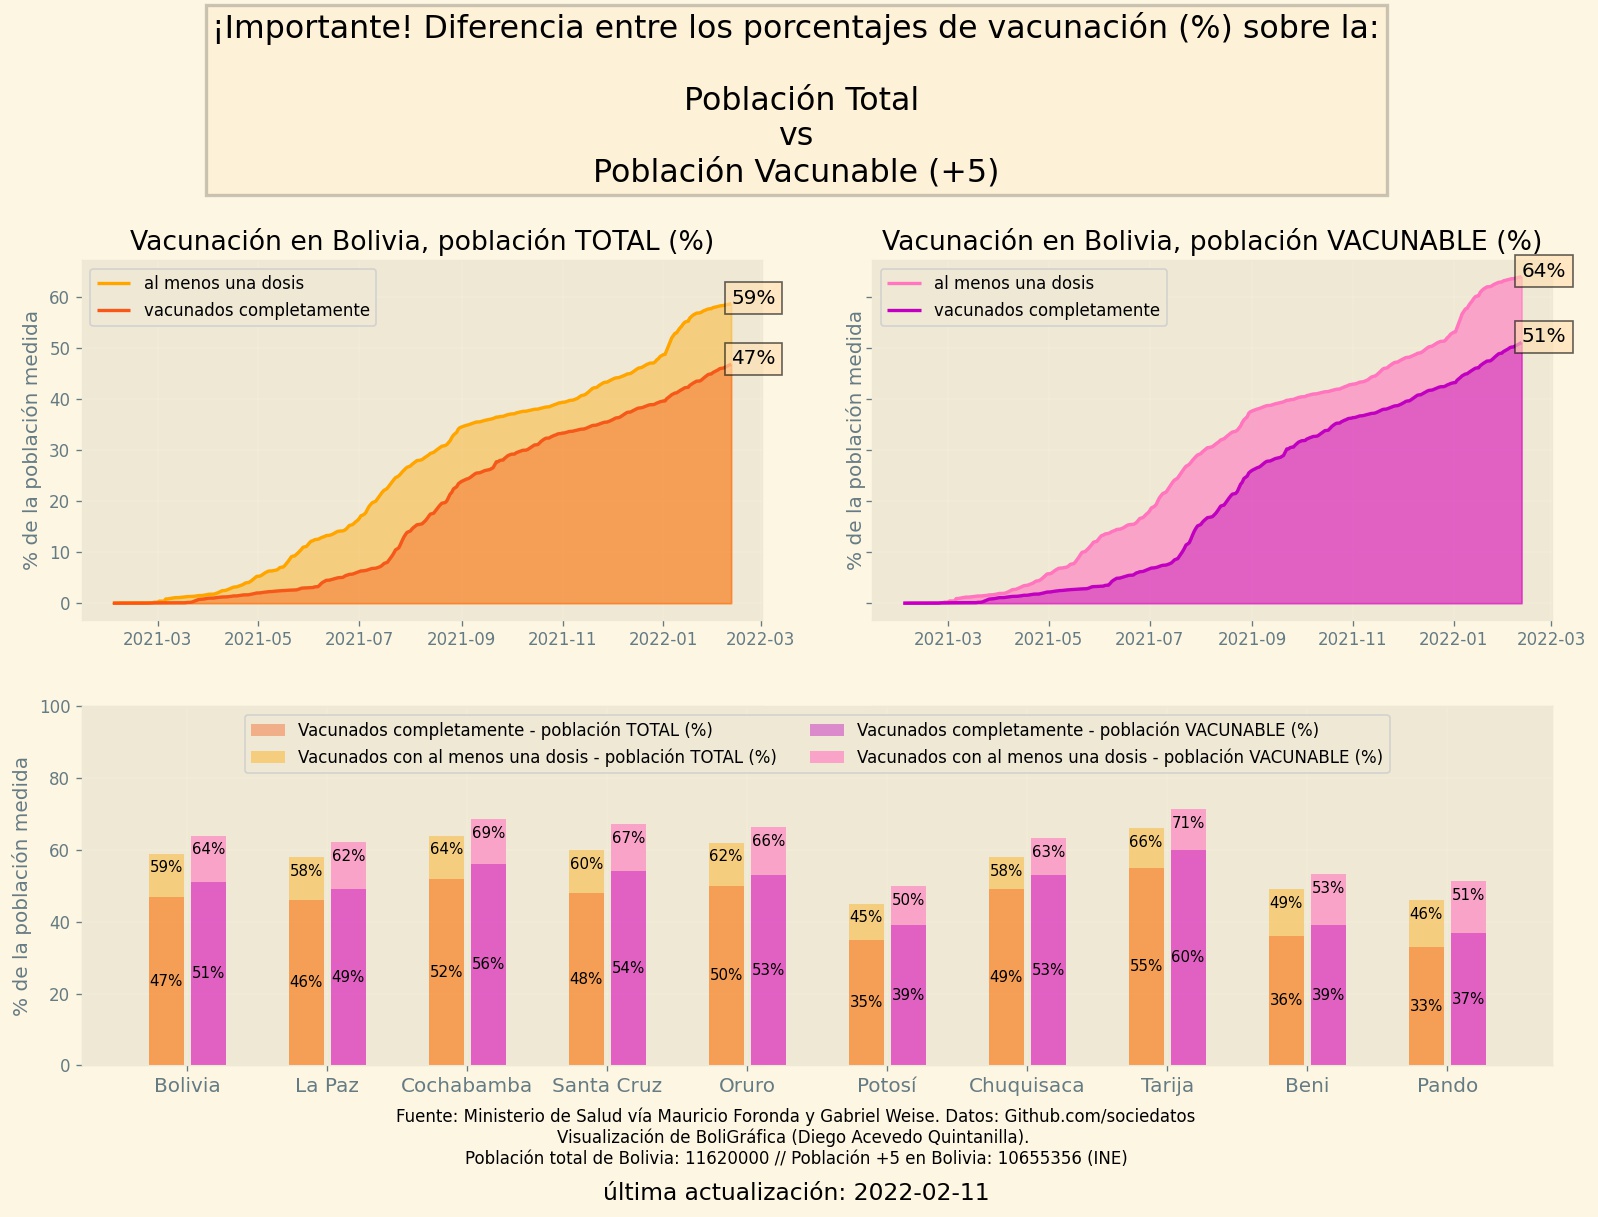 ¡Importante! Diferencia entre los porcentajes de vacunación (%) sobre la:
Población Total
vs
Población Vacunable (+5)
Vacunación en Bolivia, población TOTAL (%)
al menos una dosis
vacunados completamente
59%
47%
% de la población medida
60
50
40
30
20
10
0
2021-03 2021-05 2021-07 2021-09 2021-11 2022-01 2022-03
Vacunación en Bolivia, población VACUNABLE (%)
al menos una dosis
vacunados completamente
64%
51%
% de la población medida
2021-03 2021-05 2021-07 2021-09 2021-11 2022-01 2022-03
% de la población medida
100
80
60
40
20
0
Vacunados completamente - población TOTAL (%)
Vacunados con al menos una dosis - población TOTAL (%)
Vacunados completamente - población VACUNABLE (%)
Vacunados con al menos una dosis - población VACUNABLE (%)
59% 64% 58% 62% 64% 69% 60% 67% 62% 66% 45% 50% 58% 63% 66% 71% 49% 53% 46% 51%
47% 51% 46% 49% 52% 56% 48% 54% 50% 53% 35% 39% 49% 53% 55% 60% 36% 39% 33% 37%
Bolivia La Paz Cochabamba Santa Cruz Oruro Potosí Chuquisaca Tarija Beni Pando
Fuente: Ministerio de Salud vía Mauricio Foronda y Gabriel Weise. Datos: Github.com/sociedatos
Visualización de BoliGráfica (Diego Acevedo Quintanilla).
Población total de Bolivia: 11620000 // Población +5 en Bolivia: 10655356 (INE)
última actualización: 2022-02-11